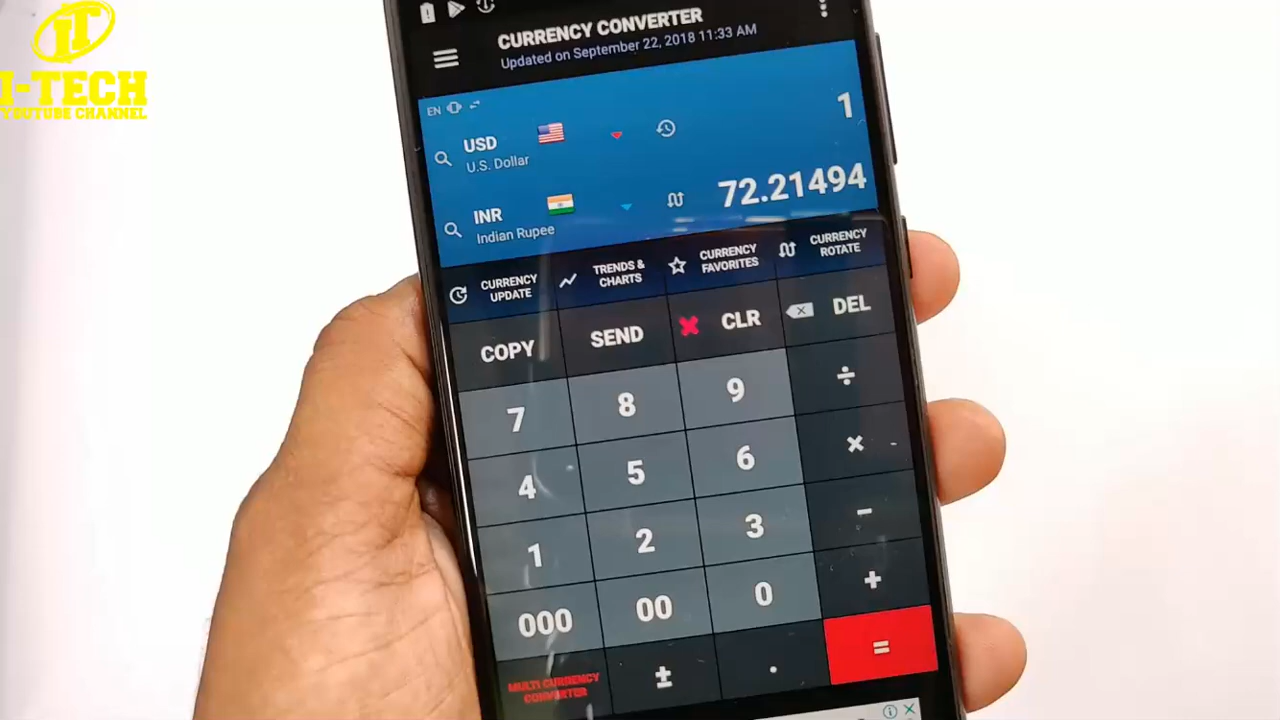 iT
I-TECH
YOUTUBE CHANNEL
CURRENCY CONVERTER
Updated on September 22, 2018 11:33 AM
EN
1
USD
U.S. Dollar
72.21494
INR
Indian Rupee
CURRENCY UPDATE
TRENDS & CHARTS
CURRENCY FAVORITES
CURRENCY ROTATE
COPY
SEND
CLR
DEL
7
8
9
÷
4
5
6
×
1
2
3
−
000
00
0
+
MULTI CURRENCY CONVERTER
±
.
=